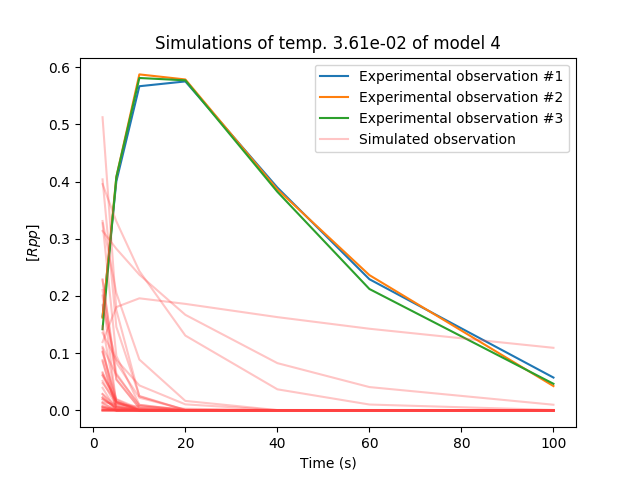 Simulations of temp. 3.61e-02 of model 4
Experimental observation #1
Experimental observation #2
Experimental observation #3
Simulated observation
[Rpp]
0.6
0.5
0.4
0.3
0.2
0.1
0.0
0 20 40 60 80 100
Time (s)